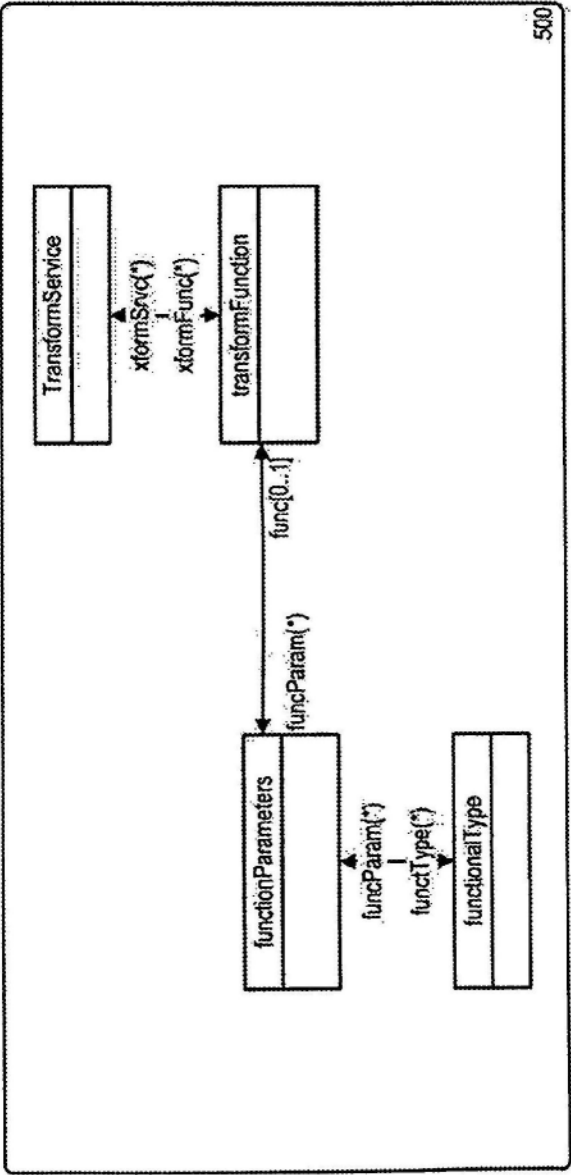 TransformService
xformSrvc(*)
xformFunc(*)
transformFunction
func[0..1]
funcParam(*)
functionParameters
funcParam(*)
functType(*)
functionalType
500